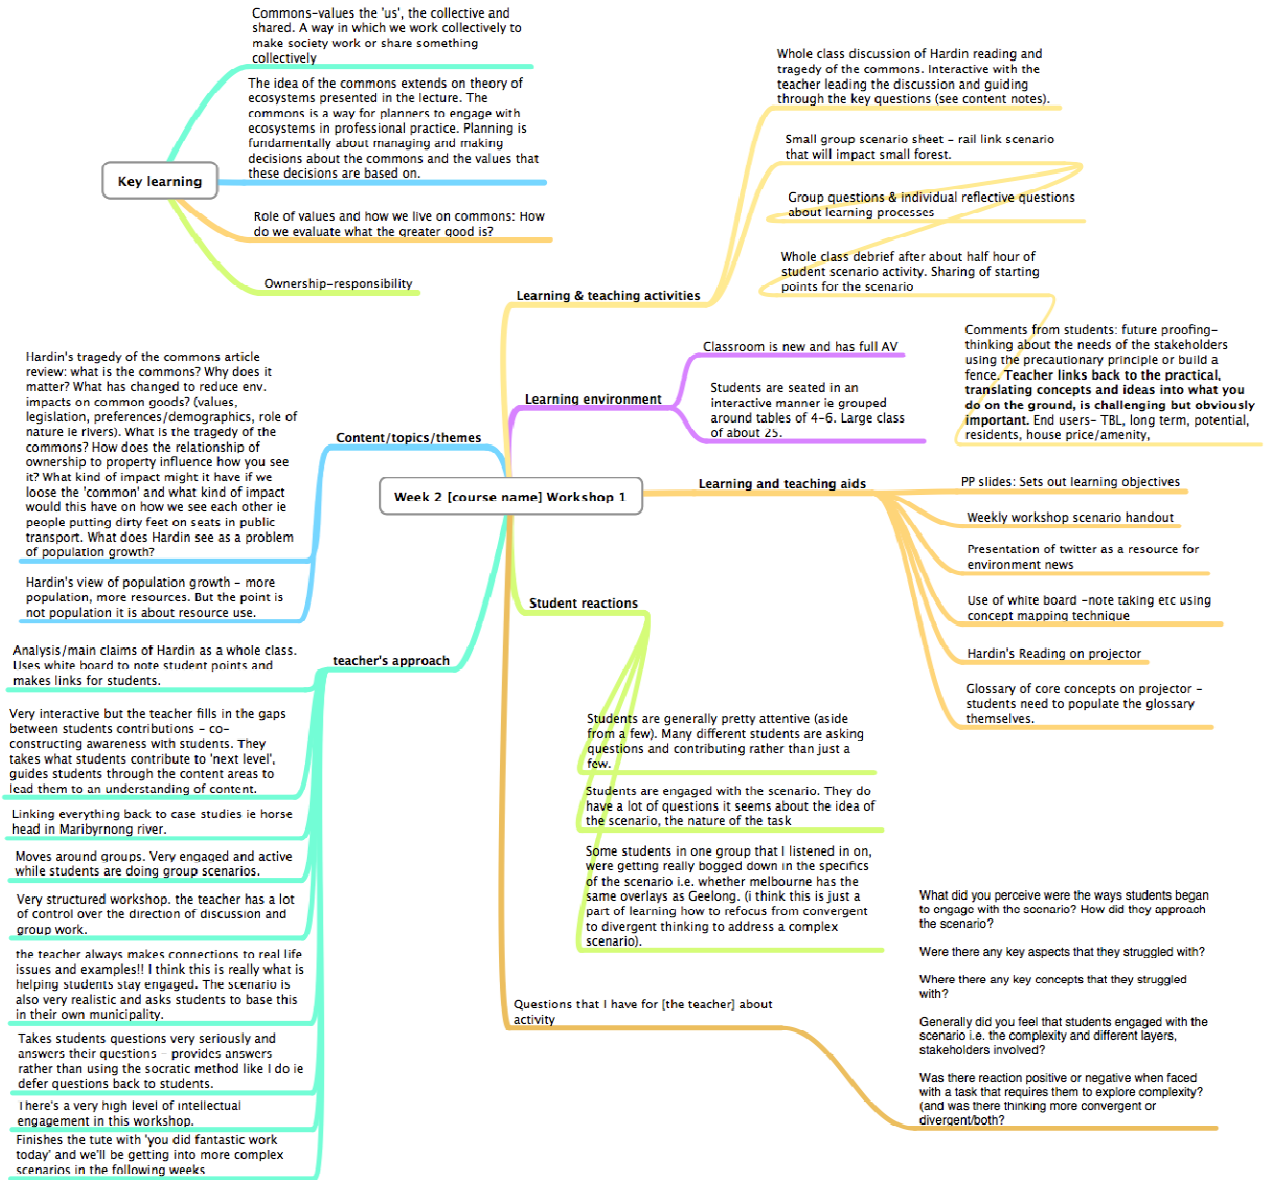 Commons-values the 'us', the collective and
shared. A way in which we work collectively to
make society work or share something
collectively
The idea of the commons extends on theory of
ecosystems presented in the lecture. The
commons is a way for planners to engage with
ecosystems in professional practice. Planning is
fundamentally about managing and making
decisions about the commons and the values that
these decisions are based on.
Key learning
Role of values and how we live on commons: How
do we evaluate what the greater good is?
Ownership-responsibility
Whole class discussion of Hardin reading and
tragedy of the commons. Interactive with the
teacher leading the discussion and guiding
through the key questions (see content notes).
Small group scenario sheet - rail link scenario
that will impact small forest.
Group questions & individual reflective questions
about learning processes
Whole class debrief after about half hour of
student scenario activity. Sharing of starting
points for the scenario
Learning & teaching activities
Comments from students: future proofing-
thinking about the needs of the stakeholders
using the precautionary principle or build a
fence. Teacher links back to the practical,
translating concepts and ideas into what you
do on the ground, is challenging but obviously
important. End users- TBL, long term, potential,
residents, house price/amenity,
Classroom is new and has full AV
Learning environment
Students are seated in an
interactive manner ie grouped
around tables of 4-6. Large class
of about 25.
Hardin's tragedy of the commons article
review: what is the commons? Why does it
matter? What has changed to reduce env.
impacts on common goods? (values,
legislation, preferences/demographics, role of
nature ie rivers). What is the tragedy of the
commons? How does the relationship of
ownership to property influence how you see
it? What kind of impact might it have if we
loose the 'common' and what kind of impact
would this have on how we see each other ie
people putting dirty feet on seats in public
transport. What does Hardin see as a problem
of population growth?
Content/topics/themes
Hardin's view of population growth - more
population, more resources. But the point is
not population it is about resource use.
Week 2 [course name] Workshop 1
Learning and teaching aids
PP slides: Sets out learning objectives
Weekly workshop scenario handout
Presentation of twitter as a resource for
environment news
Use of white board -note taking etc using
concept mapping technique
Hardin's Reading on projector
Glossary of core concepts on projector -
students need to populate the glossary
themselves.
Student reactions
Students are generally pretty attentive (aside
from a few). Many different students are asking
questions and contributing rather than just a
few.
Students are engaged with the scenario. They do
have a lot of questions it seems about the idea of
the scenario, the nature of the task
Some students in one group that I listened in on,
were getting really bogged down in the specifics
of the scenario i.e. whether melbourne has the
same overlays as Geelong. (i think this is just a
part of learning how to refocus from convergent
to divergent thinking to address a complex
scenario).
teacher's approach
Analysis/main claims of Hardin as a whole class.
Uses white board to note student points and
makes links for students.
Very interactive but the teacher fills in the gaps
between students contributions - co-
constructing awareness with students. They
takes what students contribute to 'next level',
guides students through the content areas to
lead them to an understanding of content.
Linking everything back to case studies ie horse
head in Maribyrnong river.
Moves around groups. Very engaged and active
while students are doing group scenarios.
Very structured workshop. the teacher has a lot
of control over the direction of discussion and
group work.
the teacher always makes connections to real life
issues and examples!! I think this is really what is
helping students stay engaged. The scenario is
also very realistic and asks students to base this
in their own municipality.
Takes students questions very seriously and
answers their questions - provides answers
rather than using the socratic method like I do ie
defer questions back to students.
There's a very high level of intellectual
engagement in this workshop.
Finishes the tute with 'you did fantastic work
today' and we'll be getting into more complex
scenarios in the following weeks
Questions that I have for [the teacher] about
activity
What did you perceive were the ways students began
to engage with the scenario? How did they approach
the scenario?
Were there any key aspects that they struggled with?
Where there any key concepts that they struggled
with?
Generally did you feel that students engaged with the
scenario i.e. the complexity and different layers,
stakeholders involved?
Was there reaction positive or negative when faced
with a task that requires them to explore complexity?
(and was there thinking more convergent or
divergent/both?